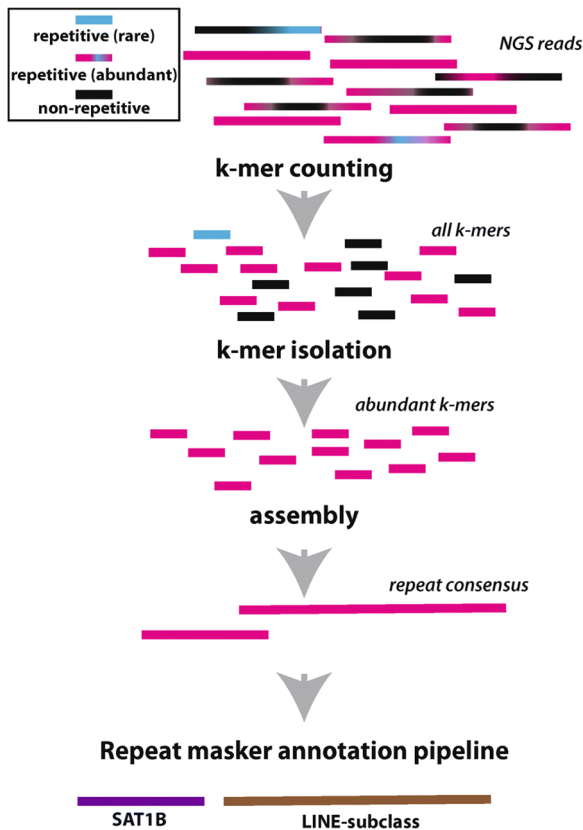 repetitive (rare)
repetitive (abundant)
non-repetitive
NGS reads
k-mer counting
all k-mers
k-mer isolation
abundant k-mers
assembly
repeat consensus
Repeat masker annotation pipeline
SAT1B
LINE-subclass